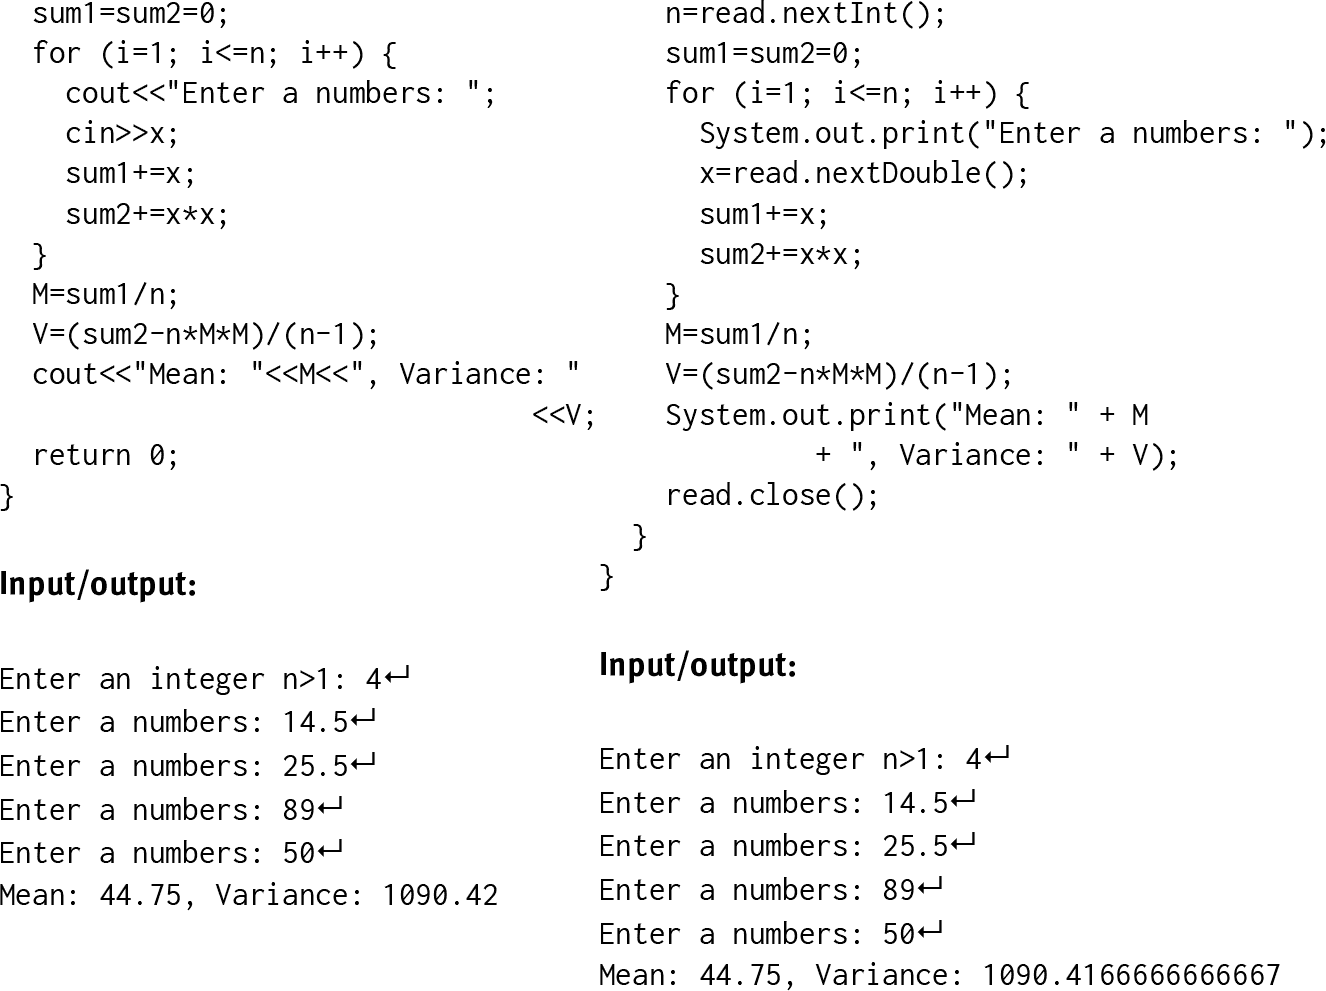 sum1=sum2=0;
for (i=1; i<=n; i++) {
cout<<"Enter a numbers: ";
cin>>x;
sum1+=x;
sum2+=x*x;
}
M=sum1/n;
V=(sum2-n*M*M)/(n-1);
cout<<"Mean: "<<M<<", Variance: "
<<V;
return 0;
}
Input/output:
Enter an integer n>1: 4↵
Enter a numbers: 14.5↵
Enter a numbers: 25.5↵
Enter a numbers: 89↵
Enter a numbers: 50↵
Mean: 44.75, Variance: 1090.42
n=read.nextInt();
sum1=sum2=0;
for (i=1; i<=n; i++) {
System.out.print("Enter a numbers: ");
x=read.nextDouble();
sum1+=x;
sum2+=x*x;
}
M=sum1/n;
V=(sum2-n*M*M)/(n-1);
System.out.print("Mean: " + M
+ ", Variance: " + V);
read.close();
}
}
Input/output:
Enter an integer n>1: 4↵
Enter a numbers: 14.5↵
Enter a numbers: 25.5↵
Enter a numbers: 89↵
Enter a numbers: 50↵
Mean: 44.75, Variance: 1090.4166666666667